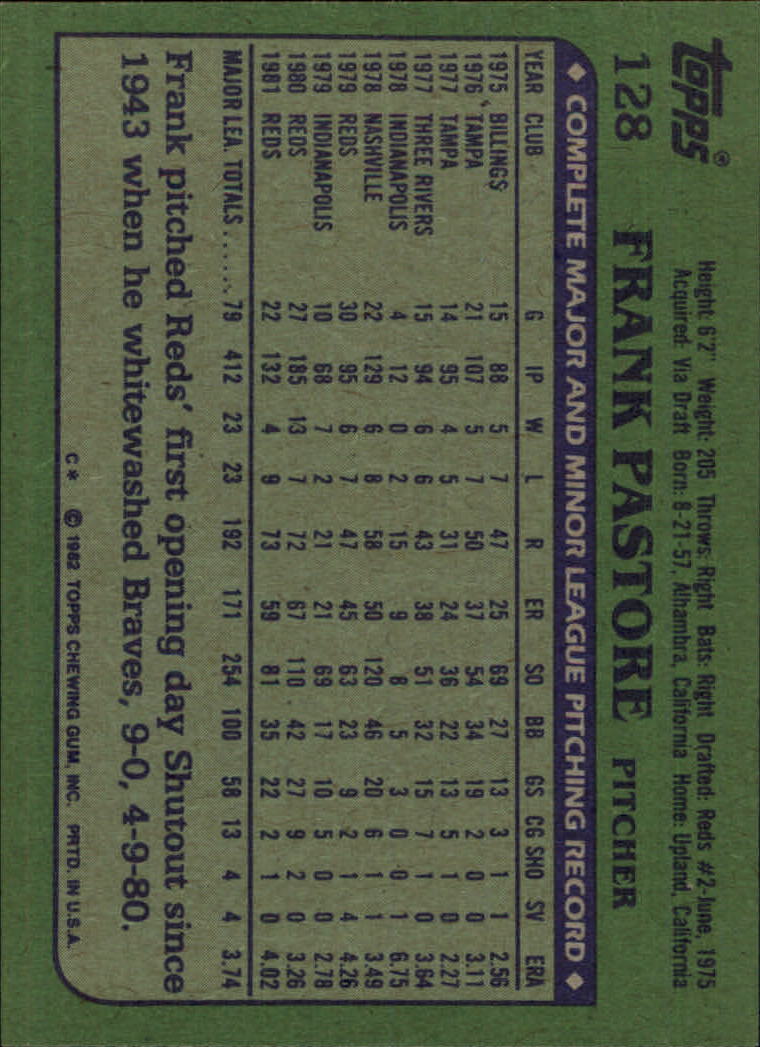 Topps®
128 FRANK PASTORE PITCHER
Height: 6'2" Weight: 205 Throws: Right Bats: Right Drafted: Reds #2-June, 1975
Acquired: Via Draft Born: 8-21-57, Alhambra, California Home: Upland, California
◆ COMPLETE MAJOR AND MINOR LEAGUE PITCHING RECORD ◆
YEAR CLUB G IP W L R ER SO BB GS CG SHO SV ERA
1975 BILLINGS 15 88 5 7 47 25 69 27 13 3 1 1 2.56
1976 TAMPA 21 107 5 7 50 37 54 34 19 2 0 0 3.11
1977 TAMPA 14 95 4 5 31 24 36 22 13 5 1 0 2.27
1977 THREE RIVERS 15 94 6 6 43 38 51 32 15 7 1 0 3.64
1978 INDIANAPOLIS 4 12 0 2 15 9 8 5 3 0 0 1 6.75
1978 NASHVILLE 22 129 6 8 58 50 120 46 20 6 1 1 3.49
1979 REDS 30 95 6 7 47 45 63 23 9 2 1 4 4.26
1979 INDIANAPOLIS 10 68 7 2 21 21 69 17 10 5 0 0 2.78
1980 REDS 27 185 13 7 72 67 110 42 27 9 2 0 3.26
1981 REDS 22 132 4 9 73 59 81 35 22 2 1 0 4.02
MAJOR LEA. TOTALS...... 79 412 23 23 192 171 254 100 58 13 4 4 3.74
Frank pitched Reds' first opening day Shutout since
1943 when he whitewashed Braves, 9-0, 4-9-80.
C* © 1982 TOPPS CHEWING GUM, INC. PRTD. IN U.S.A.